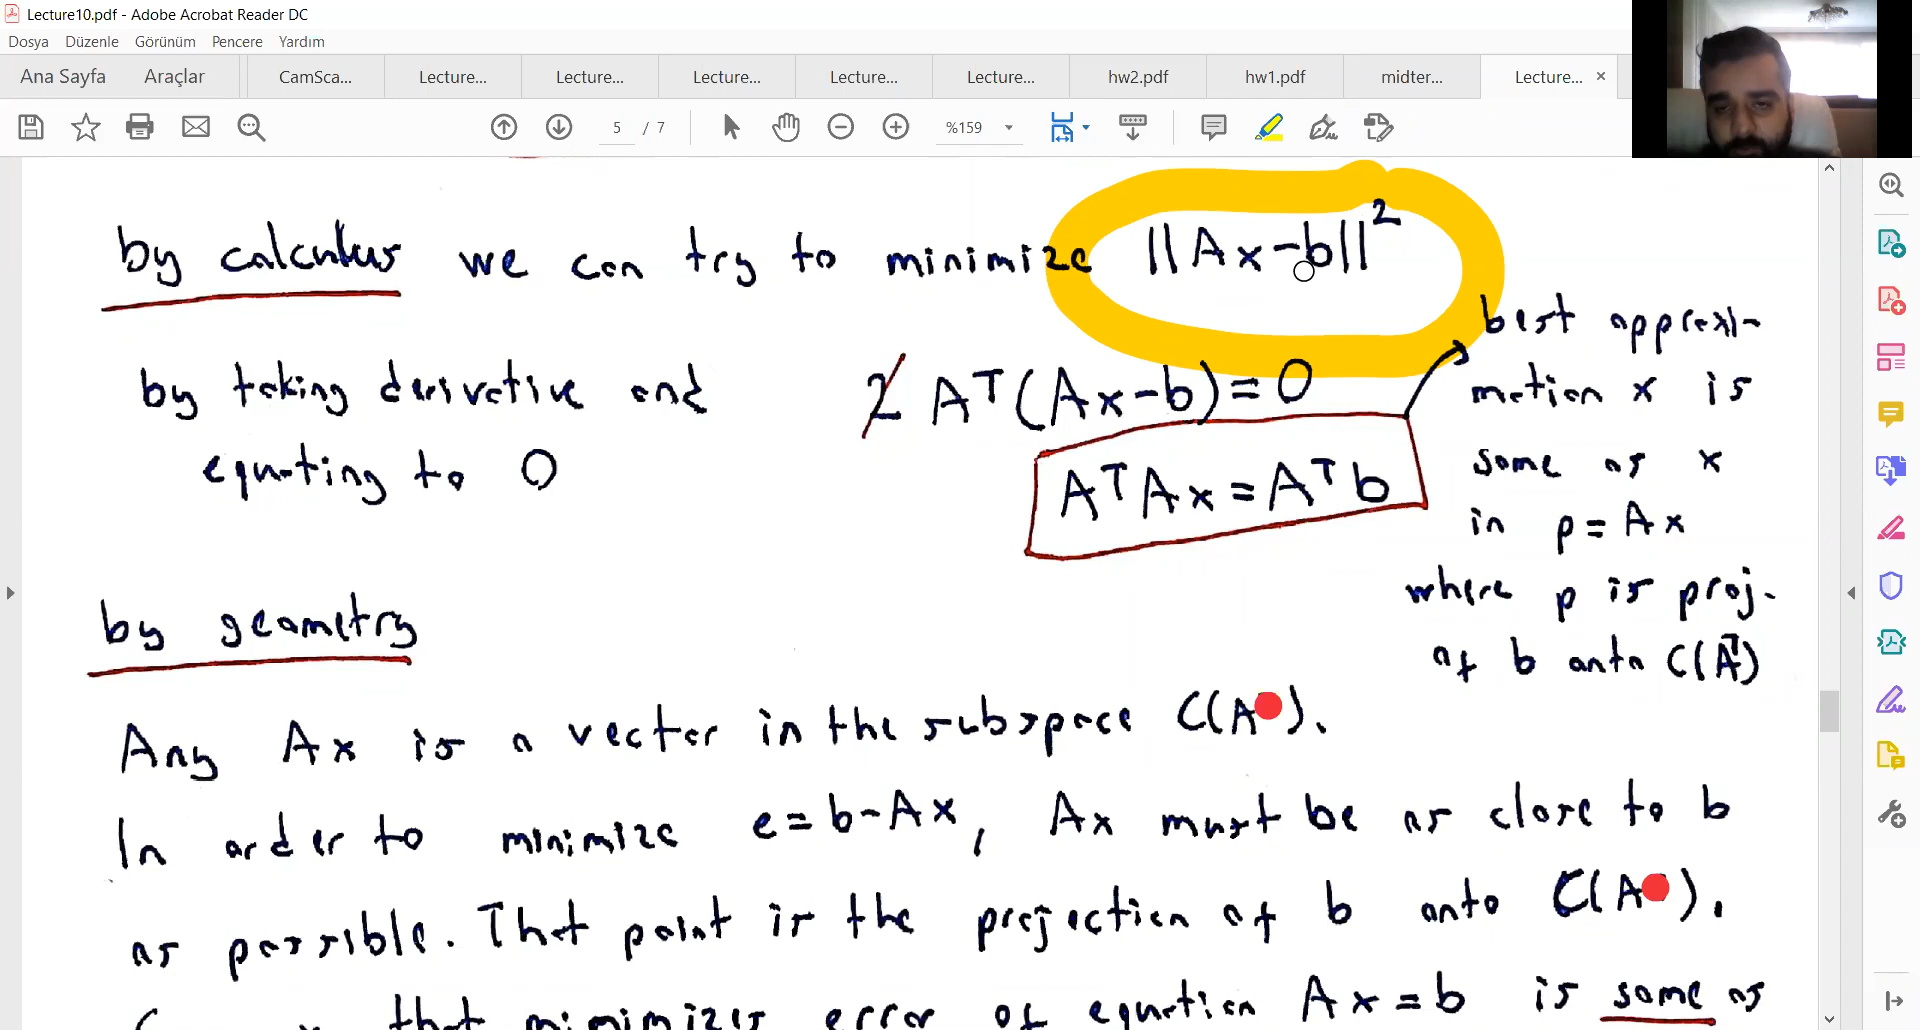 Lecture10.pdf - Adobe Acrobat Reader DC
Dosya Düzenle Görünüm Pencere Yardım
Ana Sayfa Araçlar CamSca... Lecture... Lecture... Lecture... Lecture... Lecture... hw2.pdf hw1.pdf midter... Lecture... ×
5 / 7 %159
by calculus we can try to minimize ||Ax-b||²
by taking derivative and 2 Aᵀ(Ax-b)=0
equating to 0
AᵀAx=Aᵀb
best approxi-
mation x is
same as x
in p=Ax
where p is proj.
of b onto C(Aᵀ)
by geometry
Any Ax is a vector in the subspace C(A ).
In order to minimize e=b-Ax, Ax must be as close to b
as possible. That point is the projection of b onto C(A ).
x that minimizes error of equation Ax=b is same as